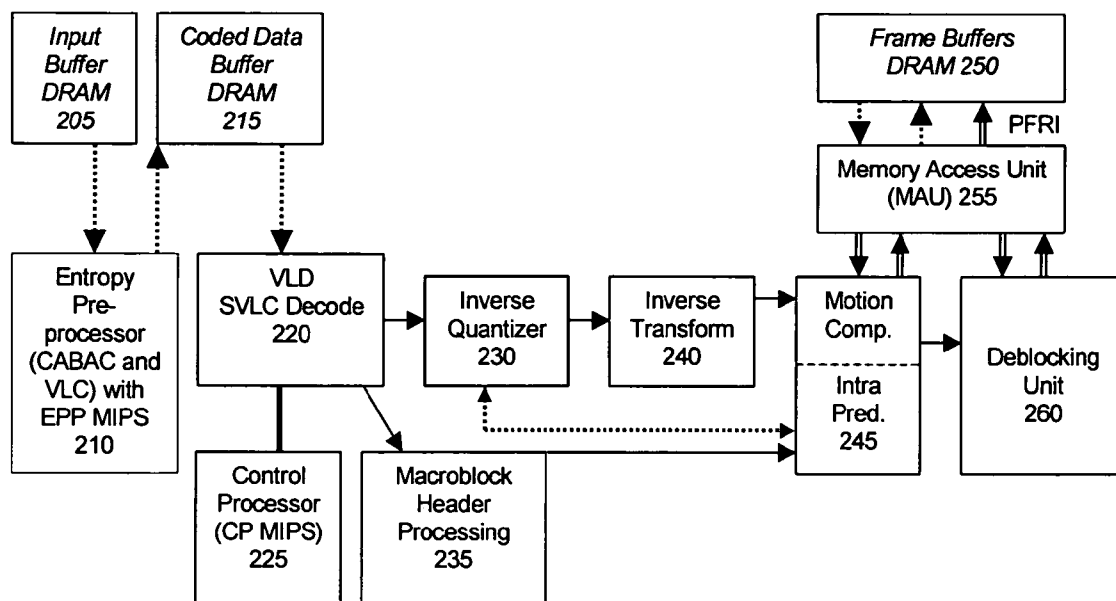 Input
Buffer
DRAM
205
Coded Data
Buffer
DRAM
215
Frame Buffers
DRAM 250
PFRI
Memory Access Unit
(MAU) 255
Entropy
Pre-
processor
(CABAC and
VLC) with
EPP MIPS
210
VLD
SVLC Decode
220
Inverse
Quantizer
230
Inverse
Transform
240
Motion
Comp.
Intra
Pred.
245
Deblocking
Unit
260
Control
Processor
(CP MIPS)
225
Macroblock
Header
Processing
235